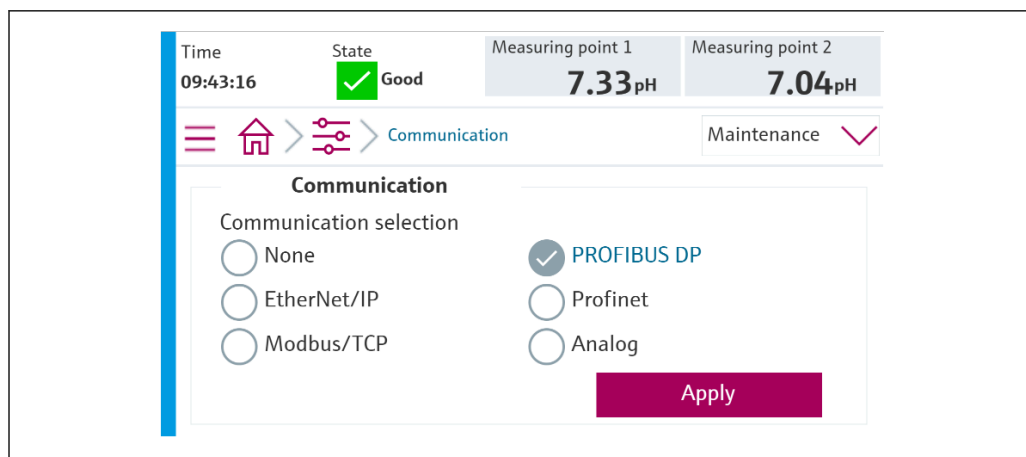 Time
State
Measuring point 1
Measuring point 2
09:43:16
Good
7.33pH
7.04pH
Communication
Maintenance
Communication
Communication selection
None
PROFIBUS DP
EtherNet/IP
Profinet
Modbus/TCP
Analog
Apply